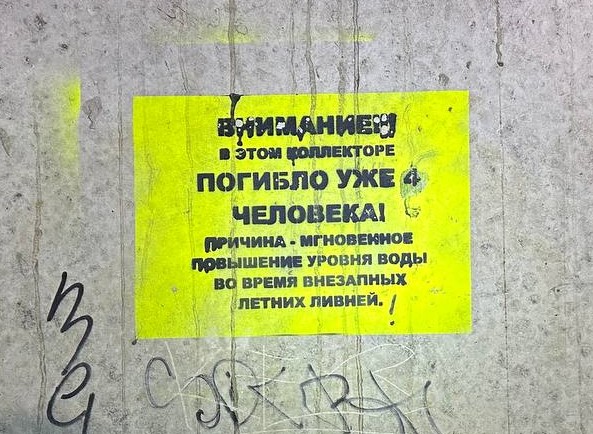 ВНИМАНИЕ!!!
В ЭТОМ КОЛЛЕКТОРЕ
ПОГИБЛО УЖЕ 4
ЧЕЛОВЕКА!
ПРИЧИНА - МГНОВЕННОЕ
ПОВЫШЕНИЕ УРОВНЯ ВОДЫ
ВО ВРЕМЯ ВНЕЗАПНЫХ
ЛЕТНИХ ЛИВНЕЙ.!